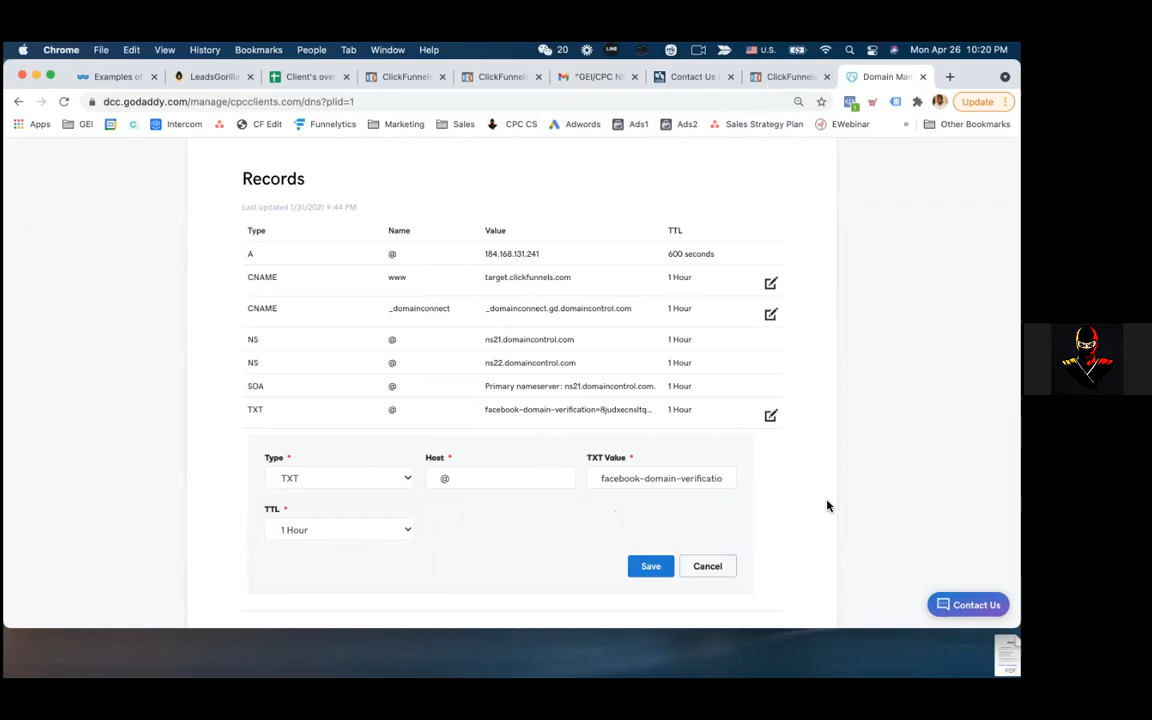 Chrome File Edit View History Bookmarks People Tab Window Help 20 LINE U.S. Mon Apr 26 10:20 PM
Examples of LeadsGorilla Client's over ClickFunnels ClickFunnels "GEI/CPC N Contact Us ClickFunnels Domain Man
dcc.godaddy.com/manage/cpcclients.com/dns?plid=1 Update
Apps GEI Intercom CF Edit Funnelytics Marketing Sales CPC CS Adwords Ads1 Ads2 Sales Strategy Plan EWebinar » Other Bookmarks
Records
Last updated 1/31/2021 9:44 PM
Type Name Value TTL
A @ 184.168.131.241 600 seconds
CNAME www target.clickfunnels.com 1 Hour
CNAME _domainconnect _domainconnect.gd.domaincontrol.com 1 Hour
NS @ ns21.domaincontrol.com 1 Hour
NS @ ns22.domaincontrol.com 1 Hour
SOA @ Primary nameserver: ns21.domaincontrol.com. 1 Hour
TXT @ facebook-domain-verification=8judxecnsltq... 1 Hour
Type * Host * TXT Value *
TXT @ facebook-domain-verificatio
TTL *
1 Hour
Save Cancel
Contact Us
PDF